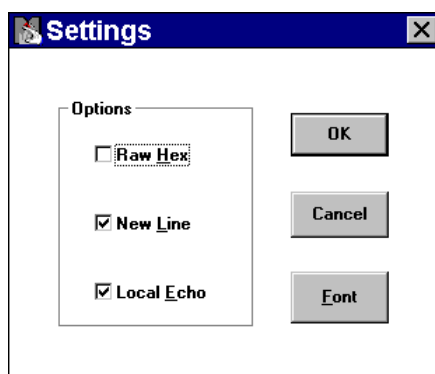 Settings
Options
Raw Hex
New Line
Local Echo
OK
Cancel
Font